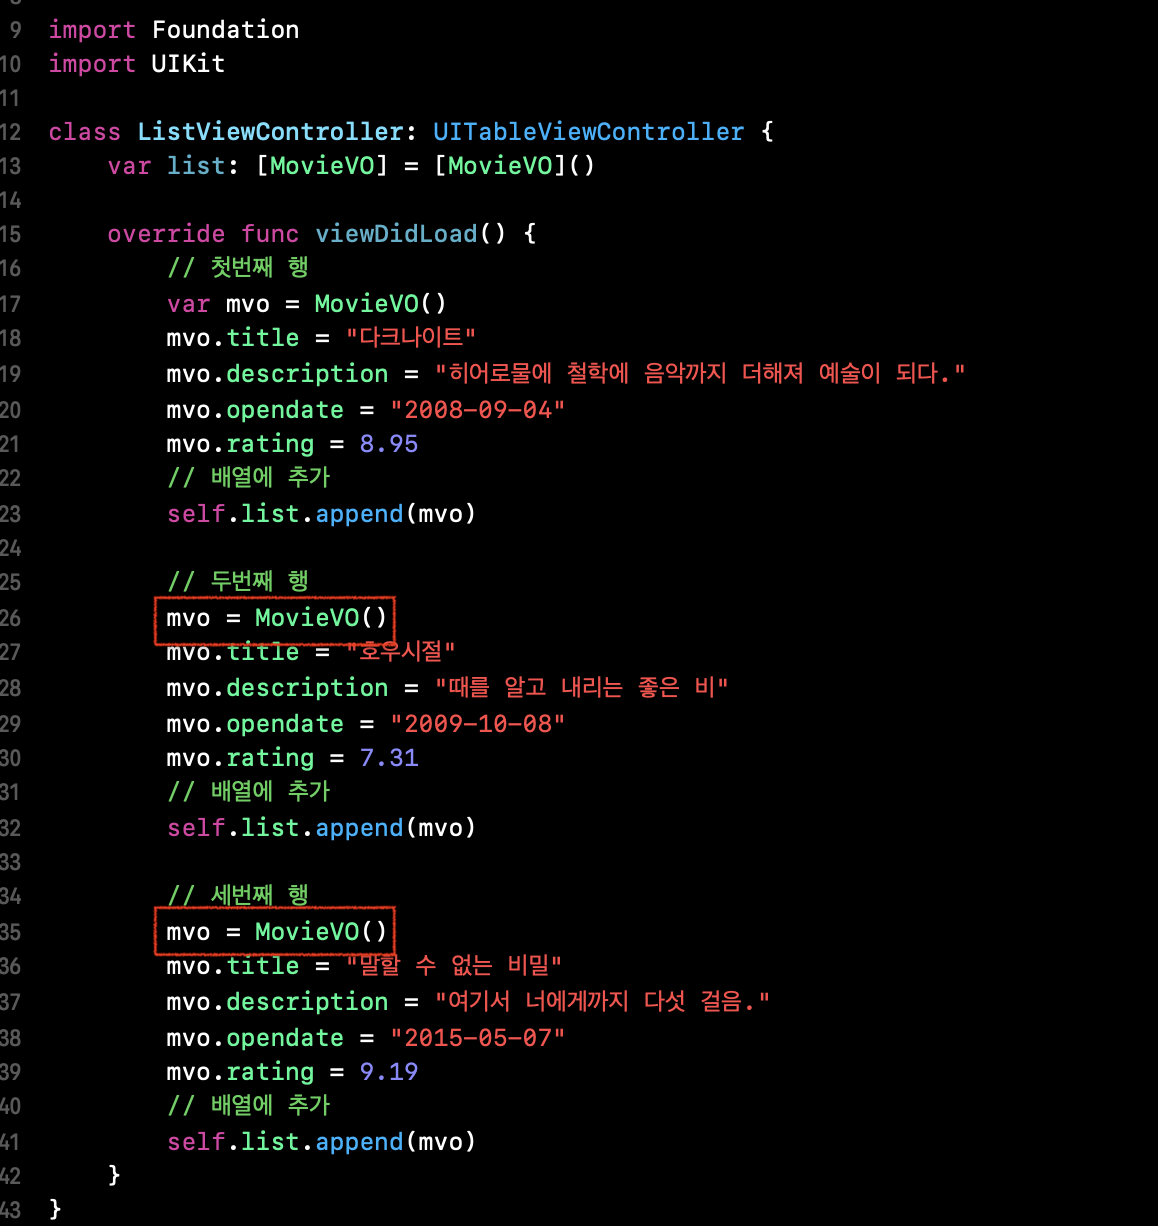 9 import Foundation
10 import UIKit
11
12 class ListViewController: UITableViewController {
13 var list: [MovieVO] = [MovieVO]()
14
15 override func viewDidLoad() {
16 // 첫번째 행
17 var mvo = MovieVO()
18 mvo.title = "다크나이트"
19 mvo.description = "히어로물에 철학에 음악까지 더해져 예술이 되다."
20 mvo.opendate = "2008-09-04"
21 mvo.rating = 8.95
22 // 배열에 추가
23 self.list.append(mvo)
24
25 // 두번째 행
26 mvo = MovieVO()
27 mvo.title = "호우시절"
28 mvo.description = "때를 알고 내리는 좋은 비"
29 mvo.opendate = "2009-10-08"
30 mvo.rating = 7.31
31 // 배열에 추가
32 self.list.append(mvo)
33
34 // 세번째 행
35 mvo = MovieVO()
36 mvo.title = "말할 수 없는 비밀"
37 mvo.description = "여기서 너에게까지 다섯 걸음."
38 mvo.opendate = "2015-05-07"
39 mvo.rating = 9.19
40 // 배열에 추가
41 self.list.append(mvo)
42 }
43 }